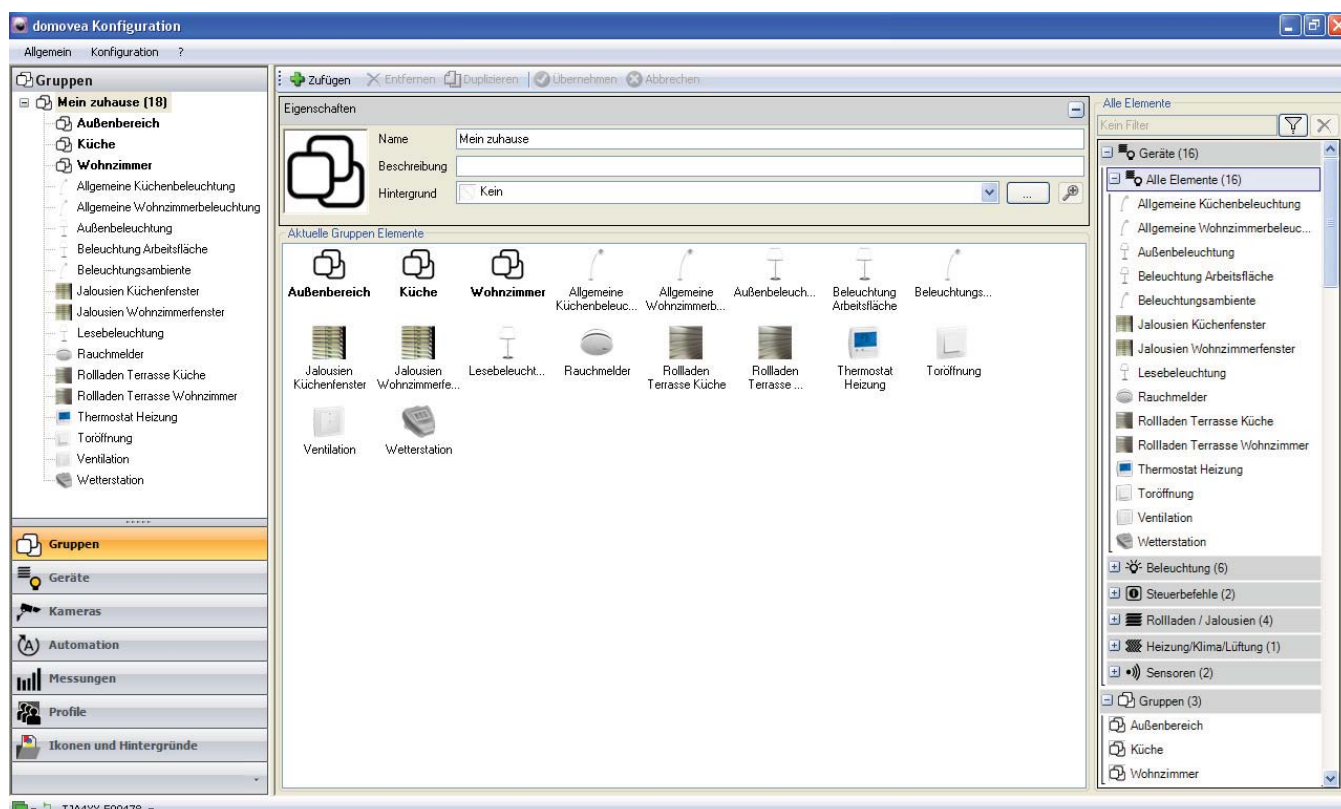 domovea Konfiguration
Allgemein Konfiguration ?
Gruppen
Mein zuhause (18)
Außenbereich
Küche
Wohnzimmer
Allgemeine Küchenbeleuchtung
Allgemeine Wohnzimmerbeleuchtung
Außenbeleuchtung
Beleuchtung Arbeitsfläche
Beleuchtungsambiente
Jalousien Küchenfenster
Jalousien Wohnzimmerfenster
Lesebeleuchtung
Rauchmelder
Rollladen Terrasse Küche
Rollladen Terrasse Wohnzimmer
Thermostat Heizung
Toröffnung
Ventilation
Wetterstation
Gruppen
Geräte
Kameras
Automation
Messungen
Profile
Ikonen und Hintergründe
Zufügen Entfernen Duplizieren Übernehmen Abbrechen
Eigenschaften
Name Mein zuhause
Beschreibung
Hintergrund Kein ...
Aktuelle Gruppen Elemente
Außenbereich Küche Wohnzimmer Allgemeine Küchenbeleuc... Allgemeine Wohnzimmerb... Außenbeleuch... Beleuchtung Arbeitsfläche Beleuchtungs...
Jalousien Küchenfenster Jalousien Wohnzimmerfe... Lesebeleucht... Rauchmelder Rollladen Terrasse Küche Rollladen Terrasse ... Thermostat Heizung Toröffnung
Ventilation Wetterstation
Alle Elemente
Kein Filter
Geräte (16)
Alle Elemente (16)
Allgemeine Küchenbeleuchtung
Allgemeine Wohnzimmerbeleuc...
Außenbeleuchtung
Beleuchtung Arbeitsfläche
Beleuchtungsambiente
Jalousien Küchenfenster
Jalousien Wohnzimmerfenster
Lesebeleuchtung
Rauchmelder
Rollladen Terrasse Küche
Rollladen Terrasse Wohnzimmer
Thermostat Heizung
Toröffnung
Ventilation
Wetterstation
Beleuchtung (6)
Steuerbefehle (2)
Rollladen / Jalousien (4)
Heizung/Klima/Lüftung (1)
Sensoren (2)
Gruppen (3)
Außenbereich
Küche
Wohnzimmer